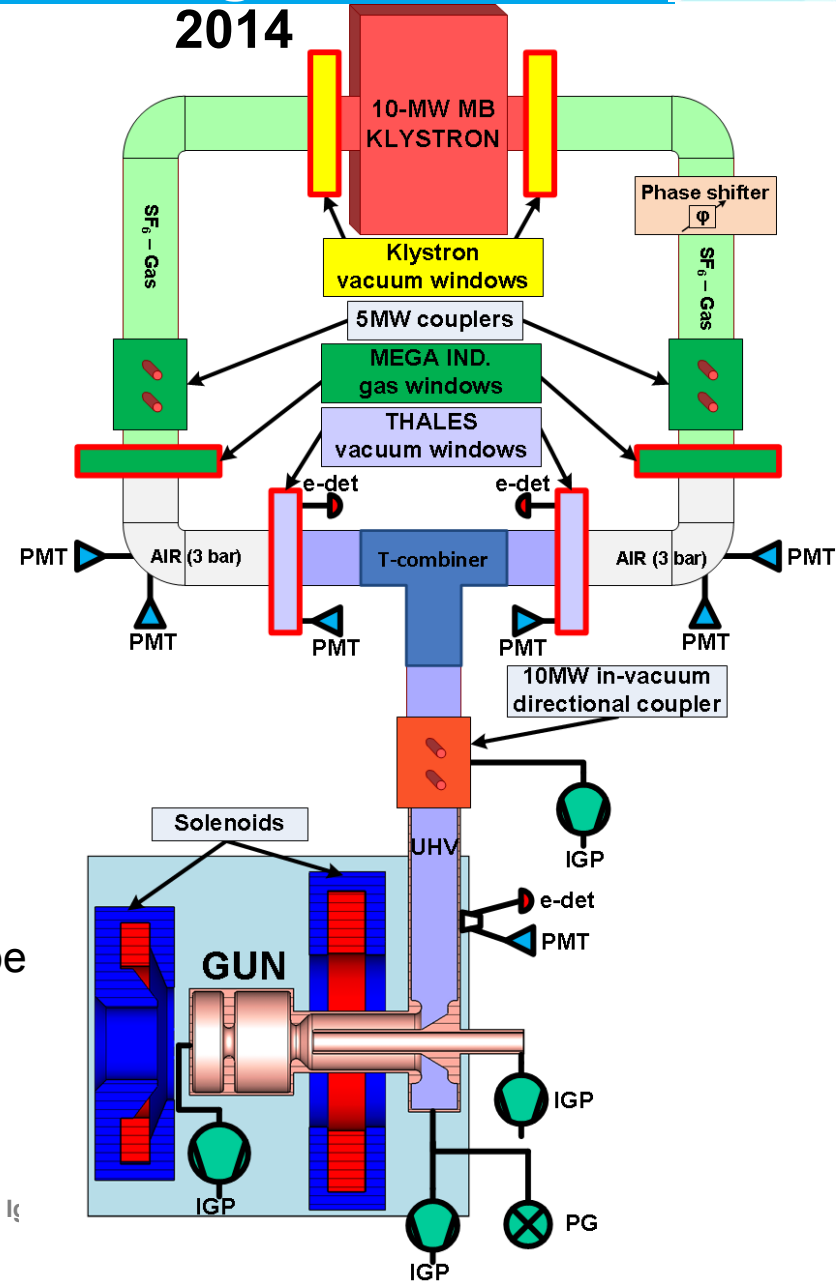 2014
10-MW MB
KLYSTRON
Phase shifter
φ
SF₆ – Gas
SF₆ – Gas
Klystron
vacuum windows
5MW couplers
MEGA IND.
gas windows
THALES
vacuum windows
e-det
e-det
PMT
AIR (3 bar)
T-combiner
AIR (3 bar)
PMT
PMT
PMT
PMT
PMT
10MW in-vacuum
directional coupler
Solenoids
UHV
IGP
e-det
PMT
GUN
IGP
IGP
PG
IGP